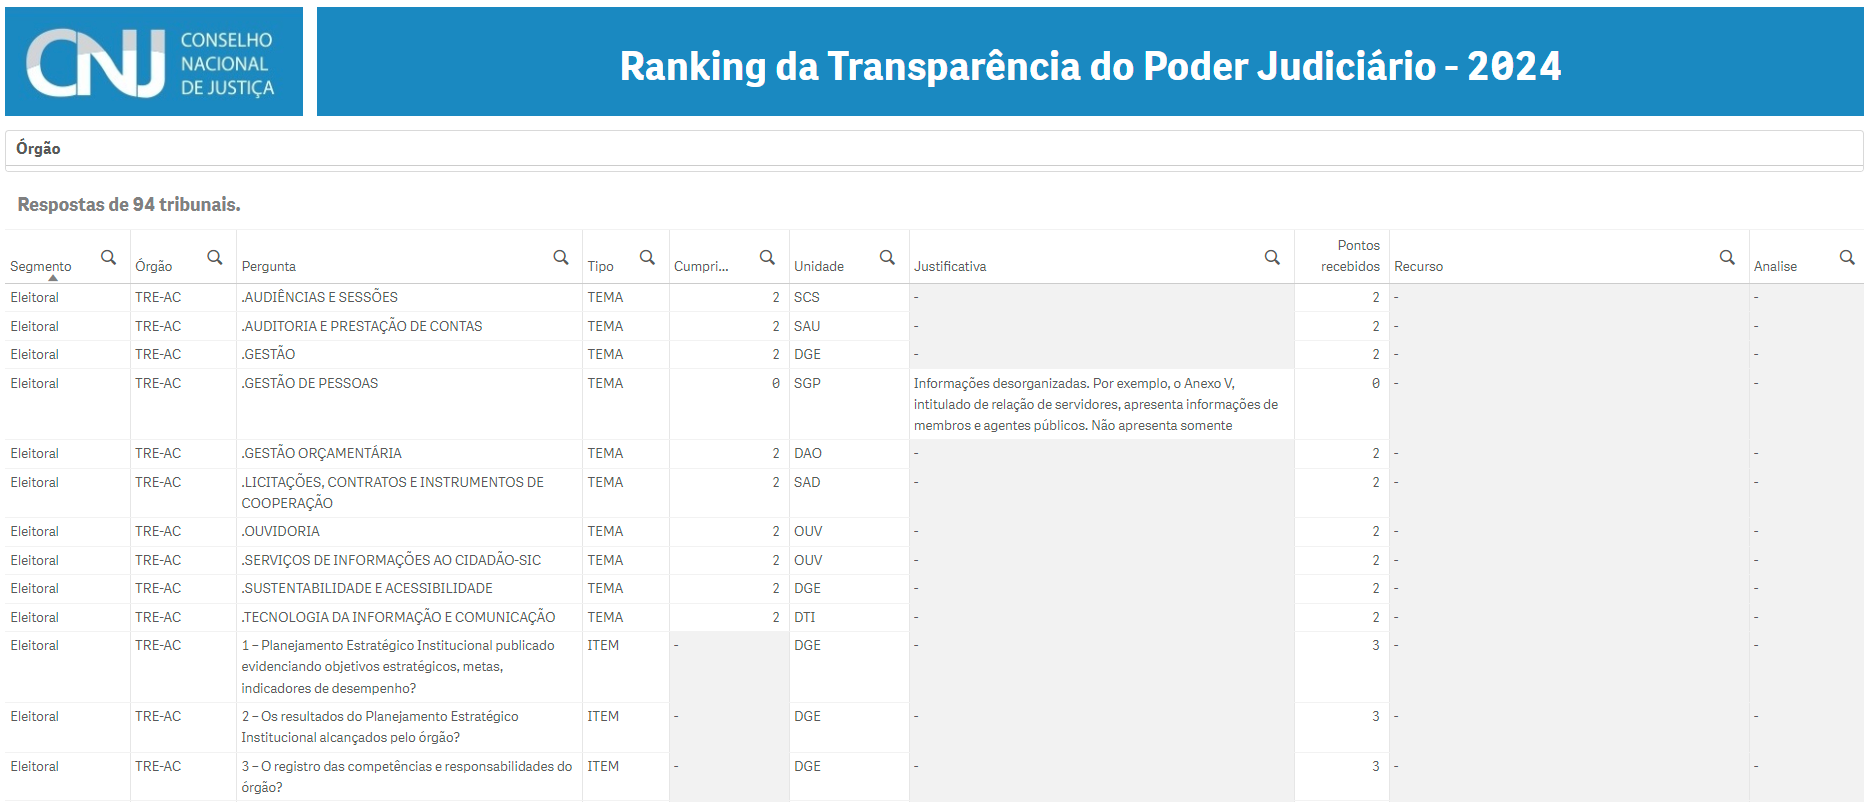 CNJ
CONSELHO
NACIONAL
DE JUSTIÇA
Ranking da Transparência do Poder Judiciário - 2024
Órgão
Respostas de 94 tribunais.
Segmento Órgão Pergunta Tipo Cumpri... Unidade Justificativa Pontos recebidos Recurso Analise
Eleitoral TRE-AC .AUDIÊNCIAS E SESSÕES TEMA 2 SCS - 2 - -
Eleitoral TRE-AC .AUDITORIA E PRESTAÇÃO DE CONTAS TEMA 2 SAU - 2 - -
Eleitoral TRE-AC .GESTÃO TEMA 2 DGE - 2 - -
Eleitoral TRE-AC .GESTÃO DE PESSOAS TEMA 0 SGP Informações desorganizadas. Por exemplo, o Anexo V, 0 - -
intitulado de relação de servidores, apresenta informações de
membros e agentes públicos. Não apresenta somente
Eleitoral TRE-AC .GESTÃO ORÇAMENTÁRIA TEMA 2 DAO - 2 - -
Eleitoral TRE-AC .LICITAÇÕES, CONTRATOS E INSTRUMENTOS DE TEMA 2 SAD - 2 - -
COOPERAÇÃO
Eleitoral TRE-AC .OUVIDORIA TEMA 2 OUV - 2 - -
Eleitoral TRE-AC .SERVIÇOS DE INFORMAÇÕES AO CIDADÃO-SIC TEMA 2 OUV - 2 - -
Eleitoral TRE-AC .SUSTENTABILIDADE E ACESSIBILIDADE TEMA 2 DGE - 2 - -
Eleitoral TRE-AC .TECNOLOGIA DA INFORMAÇÃO E COMUNICAÇÃO TEMA 2 DTI - 2 - -
Eleitoral TRE-AC 1 – Planejamento Estratégico Institucional publicado ITEM - DGE - 3 - -
evidenciando objetivos estratégicos, metas,
indicadores de desempenho?
Eleitoral TRE-AC 2 – Os resultados do Planejamento Estratégico ITEM - DGE - 3 - -
Institucional alcançados pelo órgão?
Eleitoral TRE-AC 3 – O registro das competências e responsabilidades do ITEM - DGE - 3 - -
órgão?